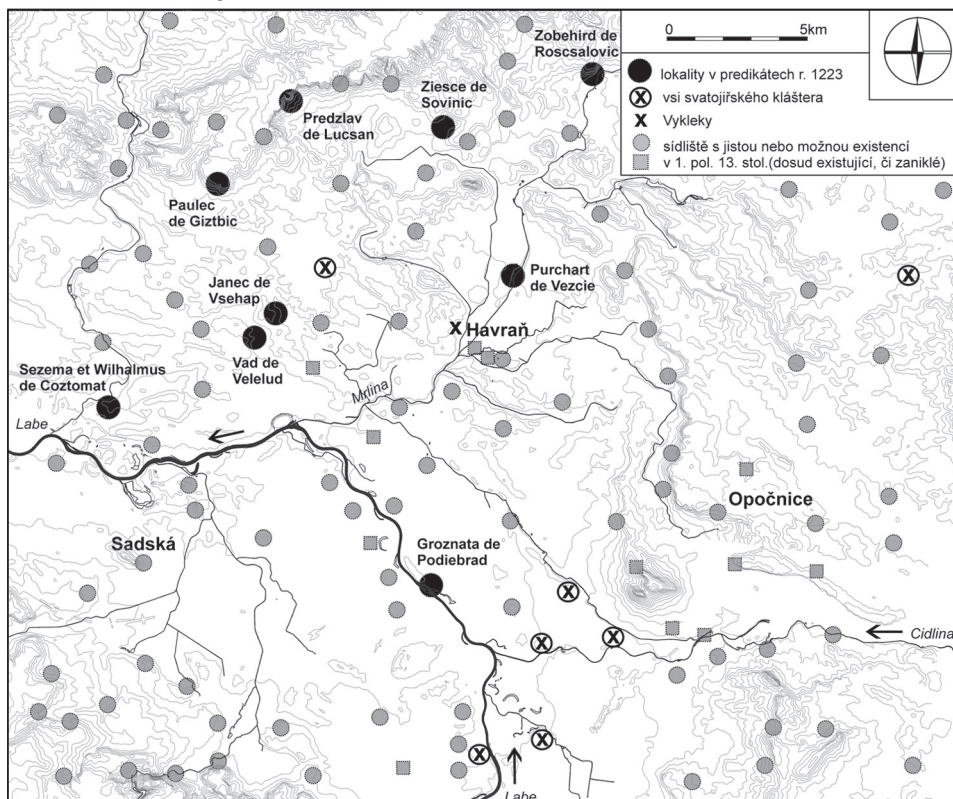 0
5km
lokality v predikátech r. 1223
vsi svatojiřského kláštera
x Vykleky
sídliště s jistou nebo možnou existencí
v 1. pol. 13. stol.(dosud existující, či zaniklé)
Zobehird de
Roscsalovic
Ziesce de
Sovinic
Predzlav
de Lucsan
Paulec
de Giztbic
Janec de
Vsehap
Purchart
de Vezcie
x Havraň
Vad de
Velelud
Sezema et Wilhalmus
de Coztomat
Mrlina
Labe
Opočnice
Sadská
Groznata de
Podiebrad
Cidlina
Labe